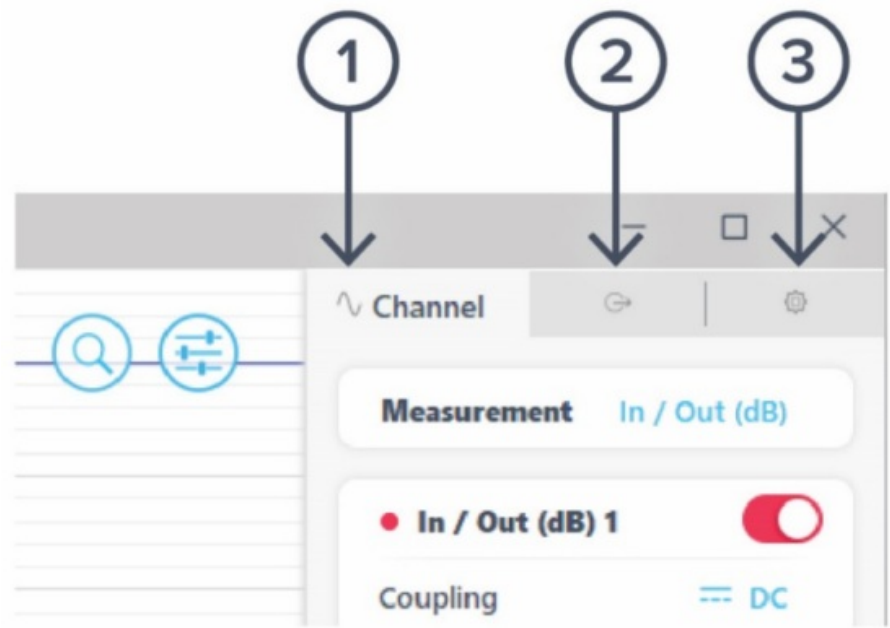 1 2 3
Channel
Measurement In / Out (dB)
In / Out (dB) 1
Coupling DC